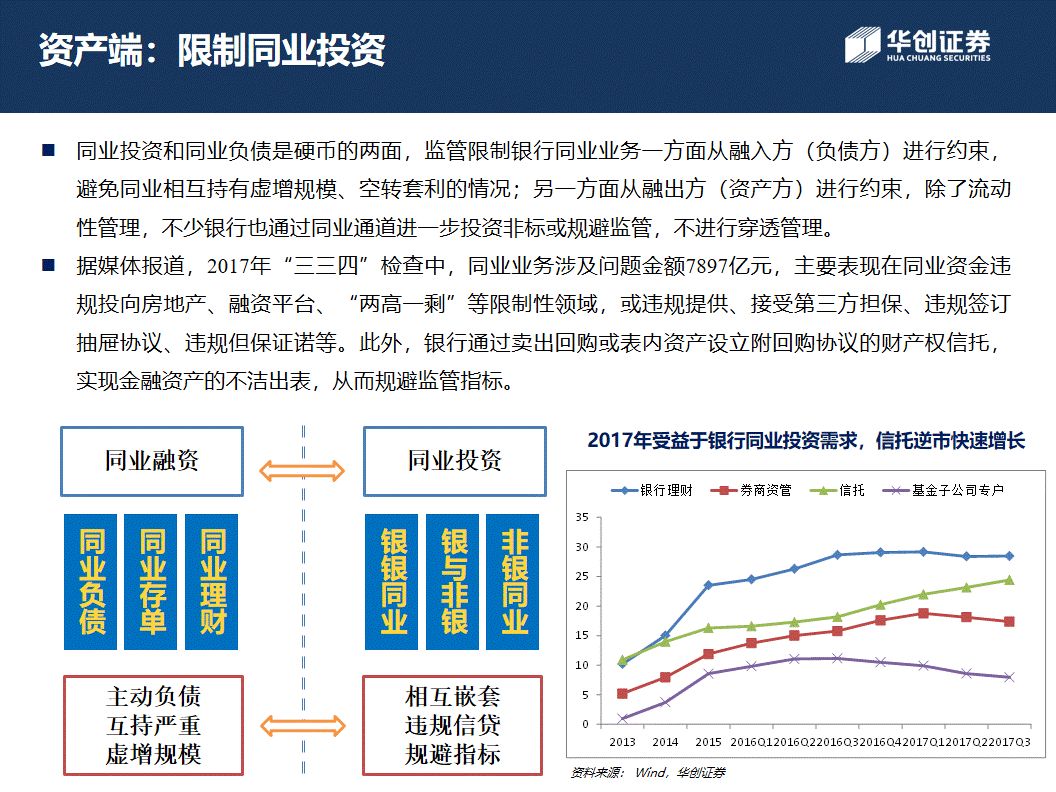 资产端：限制同业投资
华创证券
HUA CHUANG SECURITIES
同业投资和同业负债是硬币的两面，监管限制银行同业业务一方面从融入方（负债方）进行约束，
避免同业相互持有虚增规模、空转套利的情况；另一方面从融出方（资产方）进行约束，除了流动
性管理，不少银行也通过同业通道进一步投资非标或规避监管，不进行穿透管理。
据媒体报道，2017年“三三四”检查中，同业业务涉及问题金额7897亿元，主要表现在同业资金违
规投向房地产、融资平台、“两高一剩”等限制性领域，或违规提供、接受第三方担保、违规签订
抽屉协议、违规但保证诺等。此外，银行通过卖出回购或表内资产设立附回购协议的财产权信托，
实现金融资产的不洁出表，从而规避监管指标。
同业融资
同业投资
同业负债
同业存单
同业理财
银银同业
银与非银
非银同业
主动负债
互持严重
虚增规模
相互嵌套
违规信贷
规避指标
2017年受益于银行同业投资需求，信托逆市快速增长
银行理财 券商资管 信托 基金子公司专户
35
30
25
20
15
10
5
0
2013 2014 2015 2016Q1 2016Q2 2016Q3 2016Q4 2017Q1 2017Q2 2017Q3
资料来源： Wind，华创证券